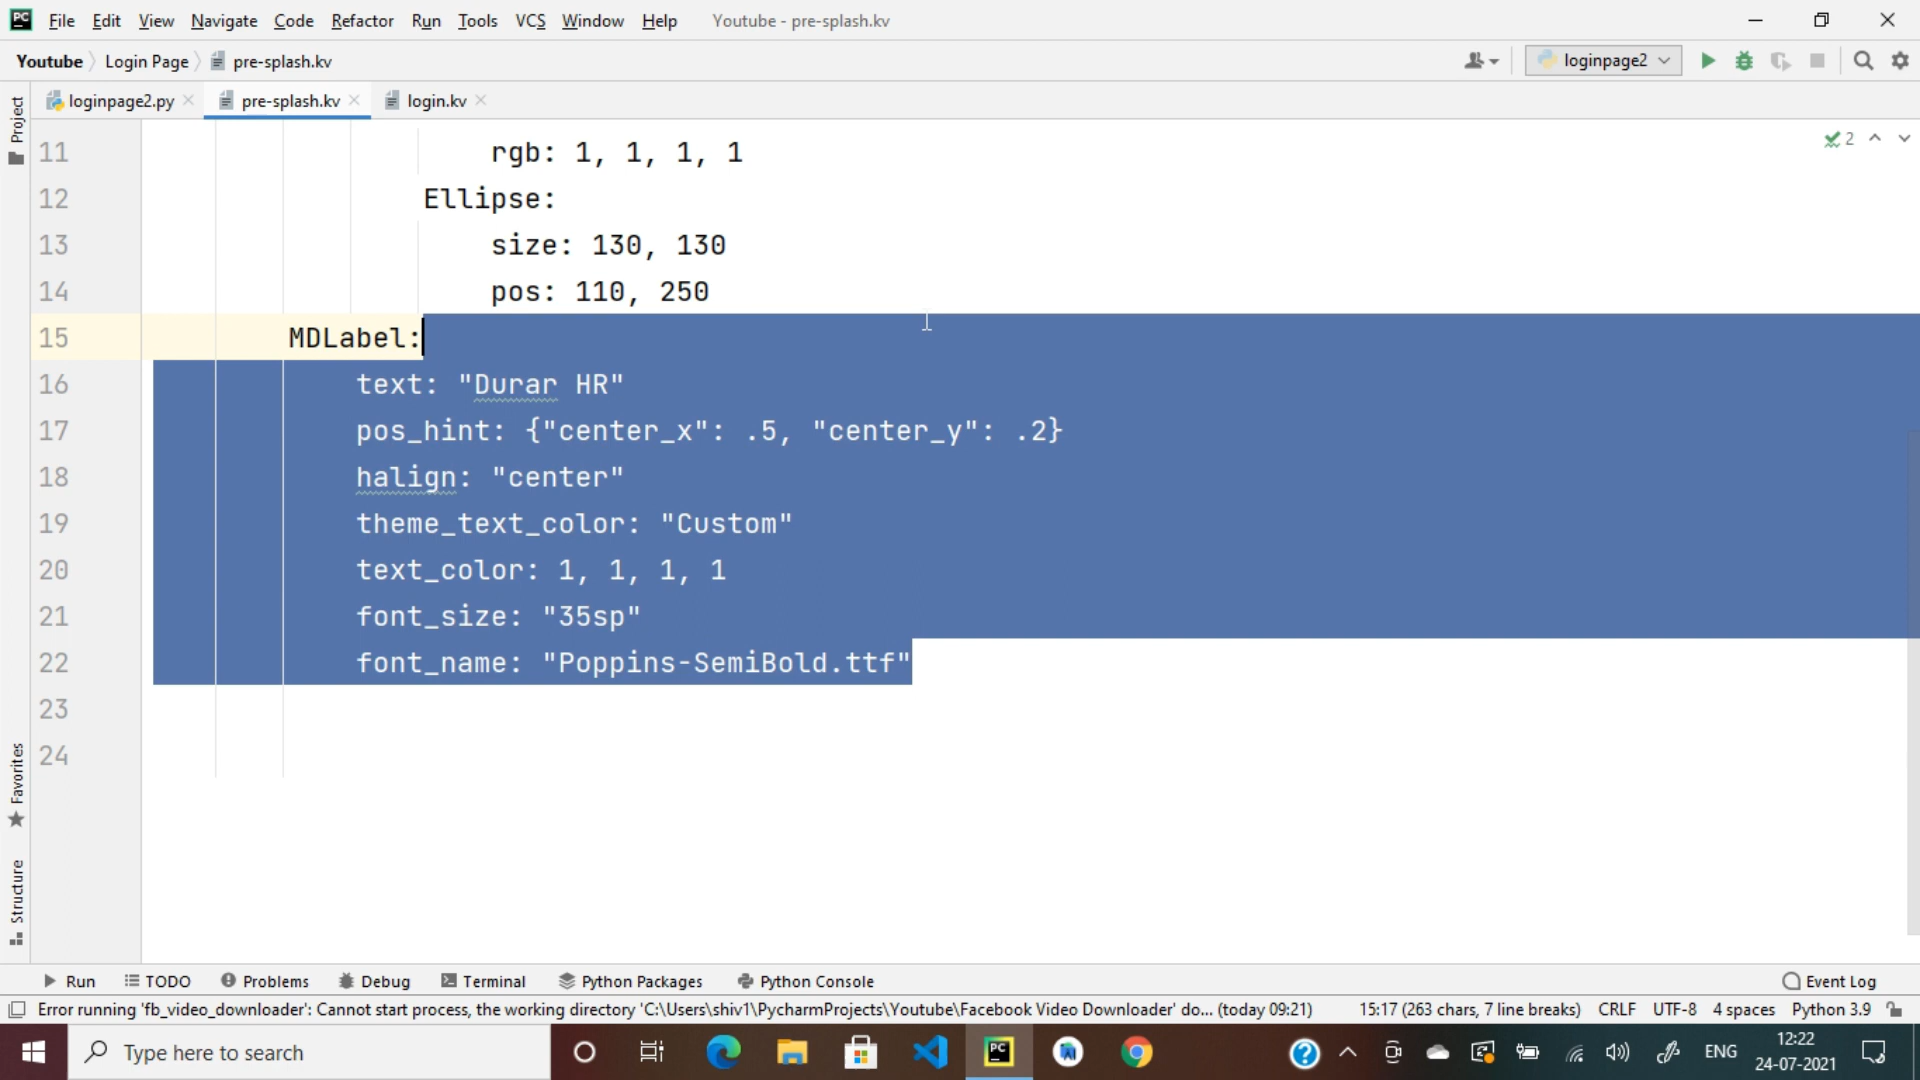 PC File Edit View Navigate Code Refactor Run Tools VCS Window Help Youtube - pre-splash.kv
Youtube Login Page pre-splash.kv loginpage2
Project loginpage2.py pre-splash.kv login.kv
2
11 rgb: 1, 1, 1, 1
12 Ellipse:
13 size: 130, 130
14 pos: 110, 250
15 MDLabel:
16 text: "Durar HR"
17 pos_hint: {"center_x": .5, "center_y": .2}
18 halign: "center"
19 theme_text_color: "Custom"
20 text_color: 1, 1, 1, 1
21 font_size: "35sp"
22 font_name: "Poppins-SemiBold.ttf"
23
24
Favorites
Structure
Run TODO Problems Debug Terminal Python Packages Python Console Event Log
Error running 'fb_video_downloader': Cannot start process, the working directory 'C:\Users\shiv1\PycharmProjects\Youtube\Facebook Video Downloader' do... (today 09:21) 15:17 (263 chars, 7 line breaks) CRLF UTF-8 4 spaces Python 3.9
Type here to search PC ENG 12:22
24-07-2021